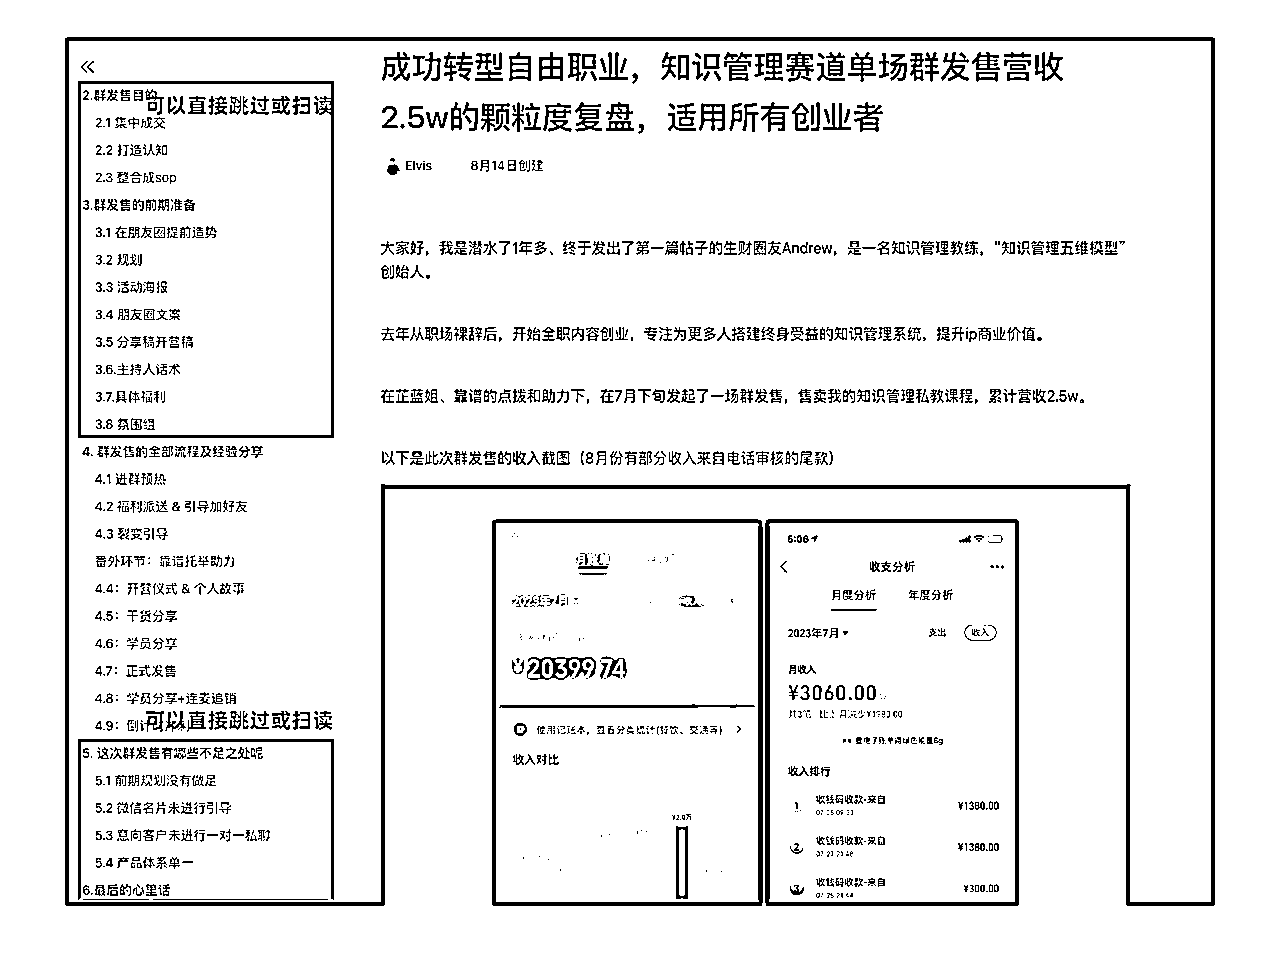 «
2.群发售目的
可以直接跳过或扫读
2.1 集中成交
2.2 打造认知
2.3 整合成sop
3.群发售的前期准备
3.1 在朋友圈提前造势
3.2 规划
3.3 活动海报
3.4 朋友圈文案
3.5 分享稿开营稿
3.6.主持人话术
3.7.具体福利
3.8 氛围组
4. 群发售的全部流程及经验分享
4.1 进群预热
4.2 福利派送 & 引导加好友
4.3 裂变引导
番外环节：靠谱托举助力
4.4：开营仪式 & 个人故事
4.5：干货分享
4.6：学员分享
4.7：正式发售
4.8：学员分享+连麦追销
4.9：倒计时
可以直接跳过或扫读
5. 这次群发售有哪些不足之处呢
5.1 前期规划没有做足
5.2 微信名片未进行引导
5.3 意向客户未进行一对一私聊
5.4 产品体系单一
6.最后的心里话
成功转型自由职业，知识管理赛道单场群发售营收
2.5w的颗粒度复盘，适用所有创业者
Elvis 8月14日创建
大家好，我是潜水了1年多、终于发出了第一篇帖子的生财圈友Andrew，是一名知识管理教练，“知识管理五维模型”
创始人。
去年从职场裸辞后，开始全职内容创业，专注为更多人搭建终身受益的知识管理系统，提升ip商业价值。
在芷蓝姐、靠谱的点拨和助力下，在7月下旬发起了一场群发售，售卖我的知识管理私教课程，累计营收2.5w。
以下是此次群发售的收入截图（8月份有部分收入来自电话审核的尾款）
月账单
2023年7月
¥20399.74
使用记账本，查看分类统计(餐饮、交通等)
收入对比
¥2.0万
6:06
收支分析
月度分析 年度分析
2023年7月 支出 收入
月收入
¥3060.00
收入排行
1 收钱码收款-来自 ¥1380.00
2 收钱码收款-来自 ¥1380.00
3 收钱码收款-来自 ¥300.00